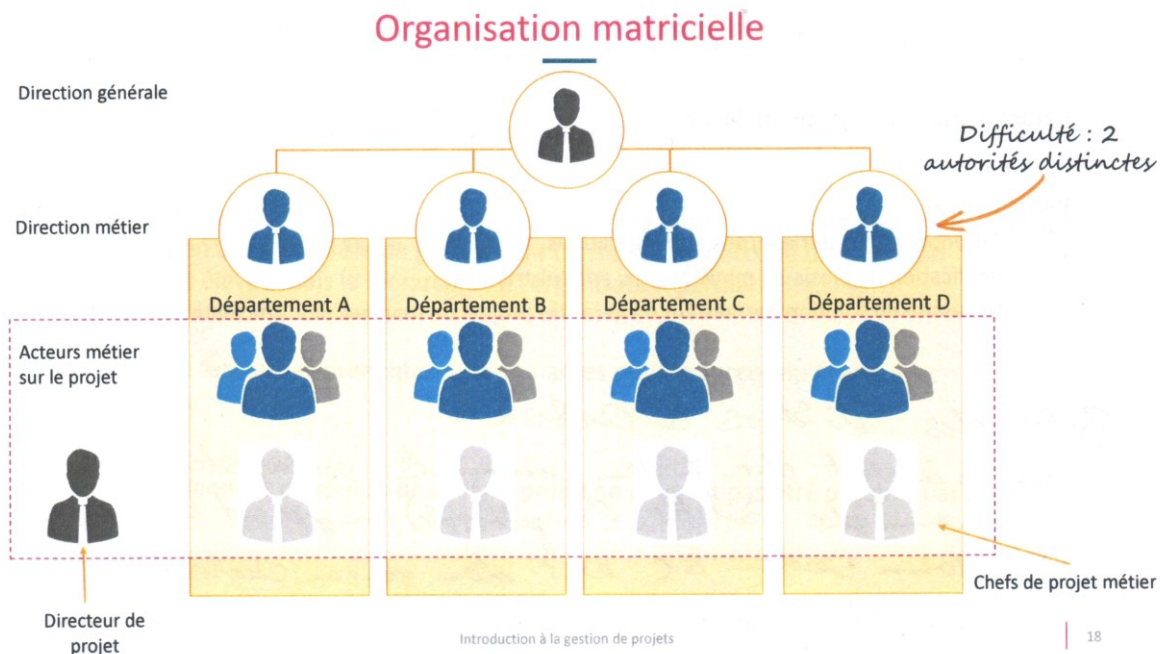 Organisation matricielle
Direction générale
Difficulté : 2
autorités distinctes
Direction métier
Département A
Département B
Département C
Département D
Acteurs métier
sur le projet
Chefs de projet métier
Directeur de
projet
Introduction à la gestion de projets
18